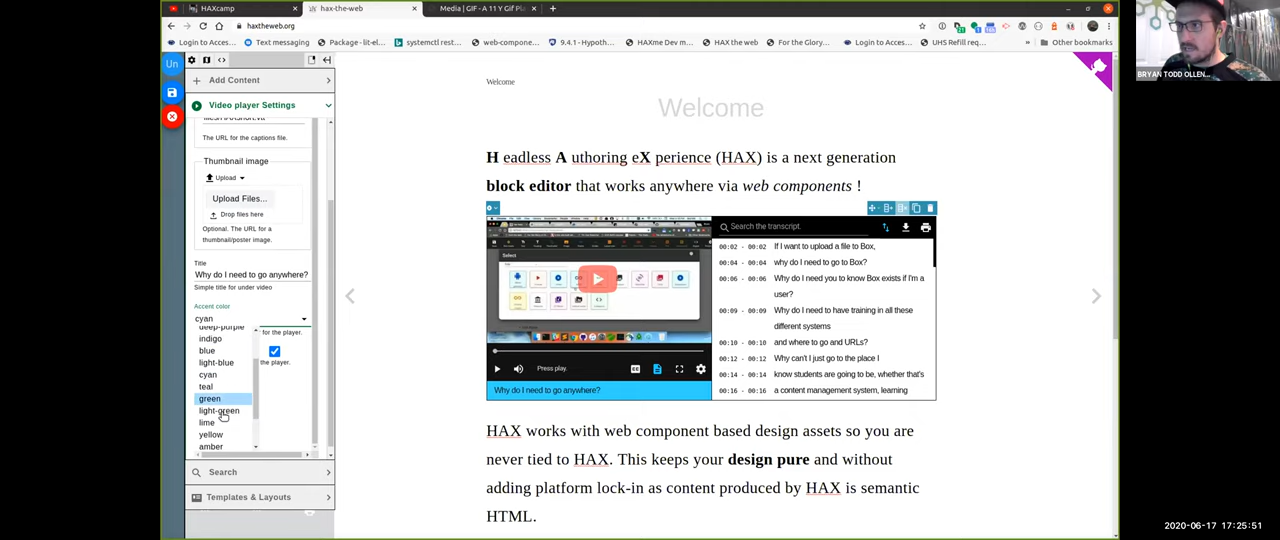 HAXcamp
hax-the-web
Media | GIF - A 11 Y Gif Pl
haxtheweb.org
Login to Acces...
Text messaging
Package - lit-el...
systemctl rest...
web-compone...
9.4.1 - Hypoth...
HAXme Dev m...
HAX the web
For the Glory...
Login to Acces...
UHS Refill req...
Other bookmarks
BRYAN TODD OLLEN...
Un
Add Content
Video player Settings
The URL for the captions file.
Thumbnail image
Upload
Upload Files...
Drop files here
Optional. The URL for a
thumbnail/poster image.
Title
Why do I need to go anywhere?
Simple title for under video
Accent color
cyan
deep-purple
for the player.
indigo
blue
light-blue
the player.
cyan
teal
green
light-green
lime
yellow
amber
Search
Templates & Layouts
Welcome
Welcome
H eadless A uthoring eX perience (HAX) is a next generation
block editor that works anywhere via web components !
Select
Press play.
Why do I need to go anywhere?
Search the transcript.
00:02 - 00:02 If I want to upload a file to Box,
00:04 - 00:04 why do I need to go to Box?
00:06 - 00:06 Why do I need you to know Box exists if I'm a
user?
00:09 - 00:09 Why do I need to have training in all these
different systems
00:10 - 00:10 and where to go and URLs?
00:12 - 00:12 Why can't I just go to the place I
00:14 - 00:14 know students are going to be, whether that's
00:16 - 00:16 a content management system, learning
HAX works with web component based design assets so you are
never tied to HAX. This keeps your design pure and without
adding platform lock-in as content produced by HAX is semantic
HTML.
2020-06-17 17:25:51